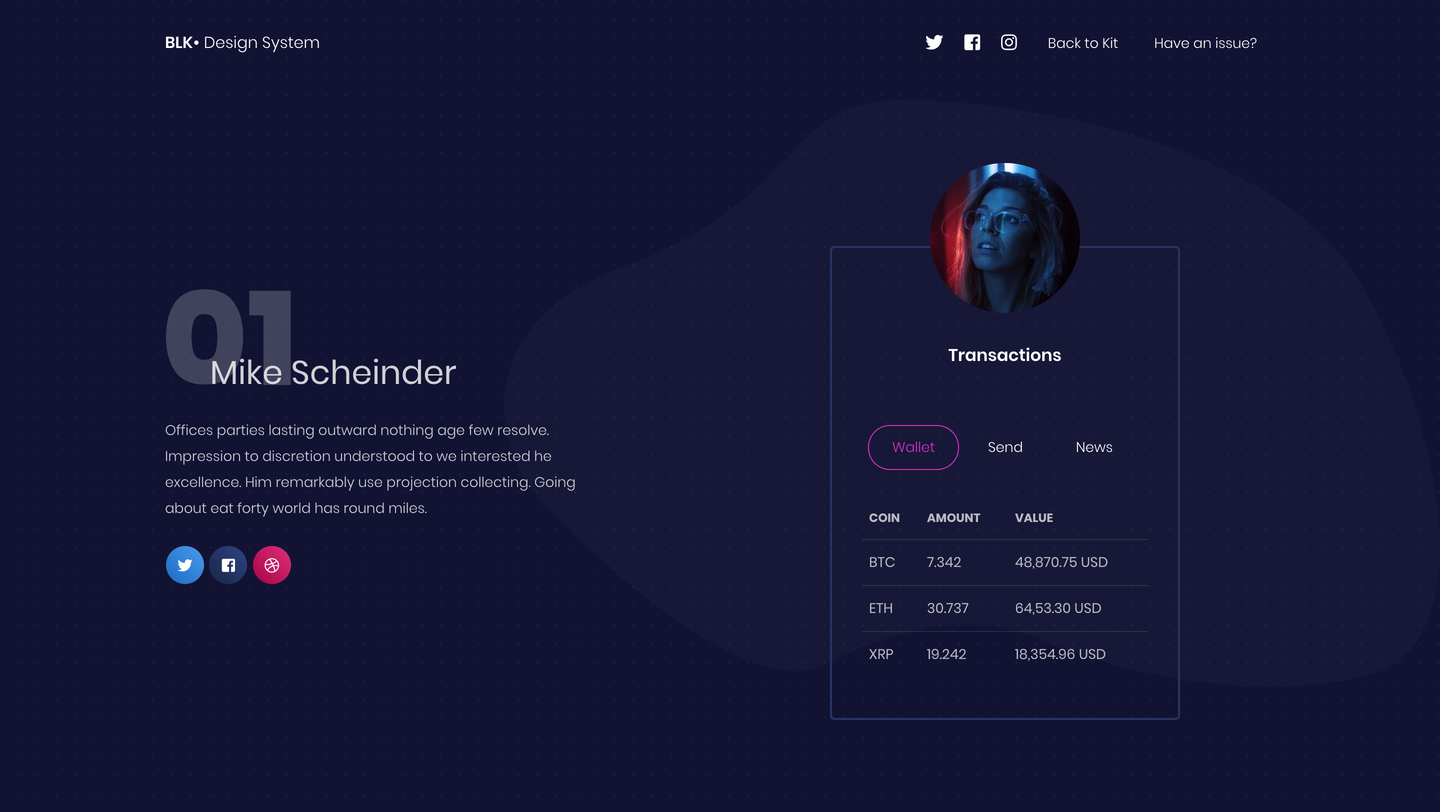 BLK• Design System
Back to Kit
Have an issue?
01
Mike Scheinder
Offices parties lasting outward nothing age few resolve.
Impression to discretion understood to we interested he
excellence. Him remarkably use projection collecting. Going
about eat forty world has round miles.
Transactions
Wallet Send News
COIN AMOUNT VALUE
BTC 7.342 48,870.75 USD
ETH 30.737 64,53.30 USD
XRP 19.242 18,354.96 USD